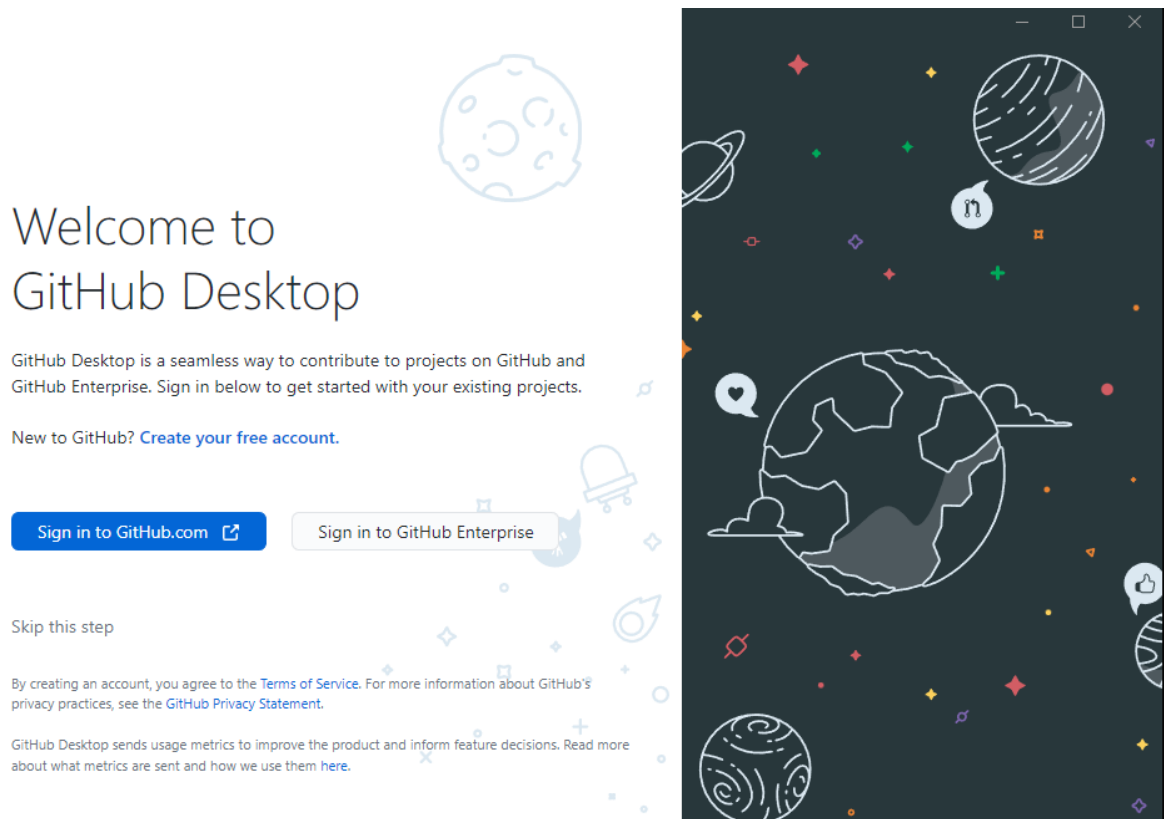 Welcome to
GitHub Desktop
GitHub Desktop is a seamless way to contribute to projects on GitHub and
GitHub Enterprise. Sign in below to get started with your existing projects.
New to GitHub? Create your free account.
Sign in to GitHub.com
Sign in to GitHub Enterprise
Skip this step
By creating an account, you agree to the Terms of Service. For more information about GitHub's
privacy practices, see the GitHub Privacy Statement.
GitHub Desktop sends usage metrics to improve the product and inform feature decisions. Read more
about what metrics are sent and how we use them here.